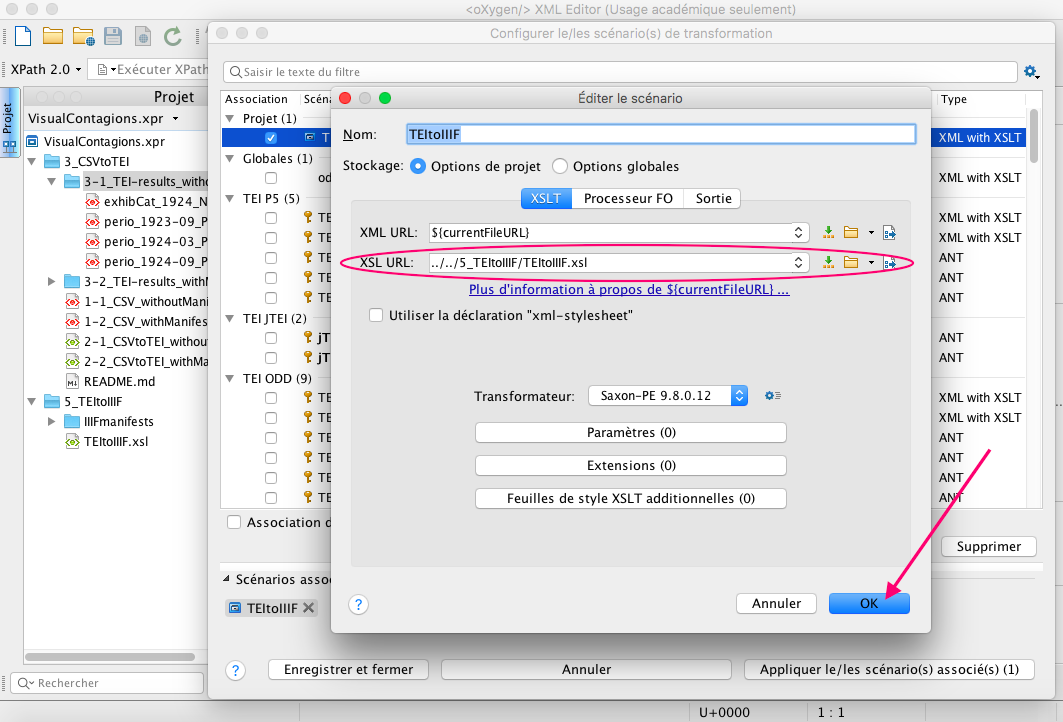 <oXygen/> XML Editor (Usage académique seulement)
Configurer le/les scénario(s) de transformation
XPath 2.0
Exécuter XPath
Saisir le texte du filtre
Projet
Projet
VisualContagions.xpr
VisualContagions.xpr
3_CSVtoTEI
3-1_TEI-results_witho
exhibCat_1924_N
perio_1923-09_P
perio_1924-03_P
perio_1924-09_P
3-2_TEI-results_withM
1-1_CSV_withoutMani
1-2_CSV_withManifes
2-1_CSVtoTEI_withou
2-2_CSVtoTEI_withMa
README.md
5_TEItoIIIF
IIIFmanifests
TEItoIIIF.xsl
Rechercher
Association
Scéna
Type
Projet (1)
T
XML with XSLT
Globales (1)
od
XML with XSLT
TEI P5 (5)
TE
XML with XSLT
TE
XML with XSLT
TE
ANT
TE
ANT
TE
ANT
TEI JTEI (2)
jT
ANT
jT
ANT
TEI ODD (9)
TE
XML with XSLT
TE
XML with XSLT
TE
ANT
TE
ANT
TE
ANT
TE
ANT
Association d
Supprimer
Scénarios asso
TEItoIIIF
Éditer le scénario
Nom:
TEItoIIIF
Stockage:
Options de projet
Options globales
XSLT
Processeur FO
Sortie
XML URL:
${currentFileURL}
XSL URL:
../../5_TEItoIIIF/TEItoIIIF.xsl
Plus d'information à propos de ${currentFileURL} ...
Utiliser la déclaration "xml-stylesheet"
Transformateur:
Saxon-PE 9.8.0.12
Paramètres (0)
Extensions (0)
Feuilles de style XSLT additionnelles (0)
?
Annuler
OK
?
Enregistrer et fermer
Annuler
Appliquer le/les scénario(s) associé(s) (1)
U+0000
1 : 1